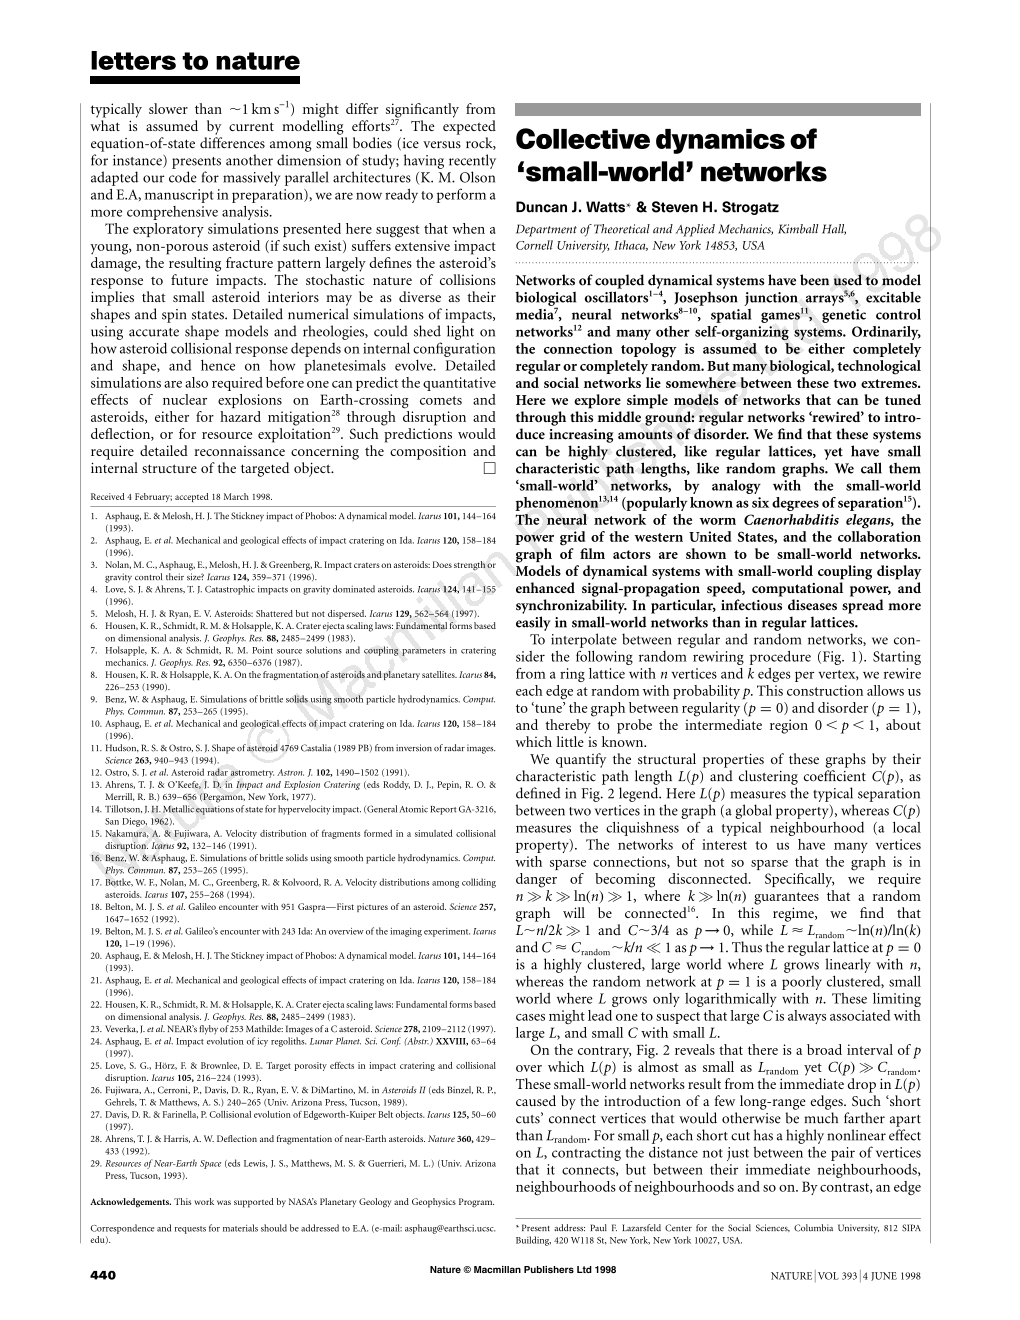 letters to nature
typically slower than ~1 km s⁻¹) might differ significantly from
what is assumed by current modelling efforts²⁷. The expected
equation-of-state differences among small bodies (ice versus rock,
for instance) presents another dimension of study; having recently
adapted our code for massively parallel architectures (K. M. Olson
and E.A, manuscript in preparation), we are now ready to perform a
more comprehensive analysis.
The exploratory simulations presented here suggest that when a
young, non-porous asteroid (if such exist) suffers extensive impact
damage, the resulting fracture pattern largely defines the asteroid's
response to future impacts. The stochastic nature of collisions
implies that small asteroid interiors may be as diverse as their
shapes and spin states. Detailed numerical simulations of impacts,
using accurate shape models and rheologies, could shed light on
how asteroid collisional response depends on internal configuration
and shape, and hence on how planetesimals evolve. Detailed
simulations are also required before one can predict the quantitative
effects of nuclear explosions on Earth-crossing comets and
asteroids, either for hazard mitigation²⁸ through disruption and
deflection, or for resource exploitation²⁹. Such predictions would
require detailed reconnaissance concerning the composition and
internal structure of the targeted object. □
Received 4 February; accepted 18 March 1998.
1. Asphaug, E. & Melosh, H. J. The Stickney impact of Phobos: A dynamical model. Icarus 101, 144–164
(1993).
2. Asphaug, E. et al. Mechanical and geological effects of impact cratering on Ida. Icarus 120, 158–184
(1996).
3. Nolan, M. C., Asphaug, E., Melosh, H. J. & Greenberg, R. Impact craters on asteroids: Does strength or
gravity control their size? Icarus 124, 359–371 (1996).
4. Love, S. J. & Ahrens, T. J. Catastrophic impacts on gravity dominated asteroids. Icarus 124, 141–155
(1996).
5. Melosh, H. J. & Ryan, E. V. Asteroids: Shattered but not dispersed. Icarus 129, 562–564 (1997).
6. Housen, K. R., Schmidt, R. M. & Holsapple, K. A. Crater ejecta scaling laws: Fundamental forms based
on dimensional analysis. J. Geophys. Res. 88, 2485–2499 (1983).
7. Holsapple, K. A. & Schmidt, R. M. Point source solutions and coupling parameters in cratering
mechanics. J. Geophys. Res. 92, 6350–6376 (1987).
8. Housen, K. R. & Holsapple, K. A. On the fragmentation of asteroids and planetary satellites. Icarus 84,
226–253 (1990).
9. Benz, W. & Asphaug, E. Simulations of brittle solids using smooth particle hydrodynamics. Comput.
Phys. Commun. 87, 253–265 (1995).
10. Asphaug, E. et al. Mechanical and geological effects of impact cratering on Ida. Icarus 120, 158–184
(1996).
11. Hudson, R. S. & Ostro, S. J. Shape of asteroid 4769 Castalia (1989 PB) from inversion of radar images.
Science 263, 940–943 (1994).
12. Ostro, S. J. et al. Asteroid radar astrometry. Astron. J. 102, 1490–1502 (1991).
13. Ahrens, T. J. & O'Keefe, J. D. in Impact and Explosion Cratering (eds Roddy, D. J., Pepin, R. O. &
Merrill, R. B.) 639–656 (Pergamon, New York, 1977).
14. Tillotson, J. H. Metallic equations of state for hypervelocity impact. (General Atomic Report GA-3216,
San Diego, 1962).
15. Nakamura, A. & Fujiwara, A. Velocity distribution of fragments formed in a simulated collisional
disruption. Icarus 92, 132–146 (1991).
16. Benz, W. & Asphaug, E. Simulations of brittle solids using smooth particle hydrodynamics. Comput.
Phys. Commun. 87, 253–265 (1995).
17. Bottke, W. F., Nolan, M. C., Greenberg, R. & Kolvoord, R. A. Velocity distributions among colliding
asteroids. Icarus 107, 255–268 (1994).
18. Belton, M. J. S. et al. Galileo encounter with 951 Gaspra—First pictures of an asteroid. Science 257,
1647–1652 (1992).
19. Belton, M. J. S. et al. Galileo's encounter with 243 Ida: An overview of the imaging experiment. Icarus
120, 1–19 (1996).
20. Asphaug, E. & Melosh, H. J. The Stickney impact of Phobos: A dynamical model. Icarus 101, 144–164
(1993).
21. Asphaug, E. et al. Mechanical and geological effects of impact cratering on Ida. Icarus 120, 158–184
(1996).
22. Housen, K. R., Schmidt, R. M. & Holsapple, K. A. Crater ejecta scaling laws: Fundamental forms based
on dimensional analysis. J. Geophys. Res. 88, 2485–2499 (1983).
23. Veverka, J. et al. NEAR's flyby of 253 Mathilde: Images of a C asteroid. Science 278, 2109–2112 (1997).
24. Asphaug, E. et al. Impact evolution of icy regoliths. Lunar Planet. Sci. Conf. (Abstr.) XXVIII, 63–64
(1997).
25. Love, S. G., Hörz, F. & Brownlee, D. E. Target porosity effects in impact cratering and collisional
disruption. Icarus 105, 216–224 (1993).
26. Fujiwara, A., Cerroni, P., Davis, D. R., Ryan, E. V. & DiMartino, M. in Asteroids II (eds Binzel, R. P.,
Gehrels, T. & Matthews, A. S.) 240–265 (Univ. Arizona Press, Tucson, 1989).
27. Davis, D. R. & Farinella, P. Collisional evolution of Edgeworth-Kuiper Belt objects. Icarus 125, 50–60
(1997).
28. Ahrens, T. J. & Harris, A. W. Deflection and fragmentation of near-Earth asteroids. Nature 360, 429–
433 (1992).
29. Resources of Near-Earth Space (eds Lewis, J. S., Matthews, M. S. & Guerrieri, M. L.) (Univ. Arizona
Press, Tucson, 1993).
Acknowledgements. This work was supported by NASA's Planetary Geology and Geophysics Program.
Correspondence and requests for materials should be addressed to E.A. (e-mail: asphaug@earthsci.ucsc.
edu).
Collective dynamics of
'small-world' networks
Duncan J. Watts* & Steven H. Strogatz
Department of Theoretical and Applied Mechanics, Kimball Hall,
Cornell University, Ithaca, New York 14853, USA
Networks of coupled dynamical systems have been used to model
biological oscillators¹⁻⁴, Josephson junction arrays⁵,⁶, excitable
media⁷, neural networks⁸⁻¹⁰, spatial games¹¹, genetic control
networks¹² and many other self-organizing systems. Ordinarily,
the connection topology is assumed to be either completely
regular or completely random. But many biological, technological
and social networks lie somewhere between these two extremes.
Here we explore simple models of networks that can be tuned
through this middle ground: regular networks 'rewired' to intro-
duce increasing amounts of disorder. We find that these systems
can be highly clustered, like regular lattices, yet have small
characteristic path lengths, like random graphs. We call them
'small-world' networks, by analogy with the small-world
phenomenon¹³,¹⁴ (popularly known as six degrees of separation¹⁵).
The neural network of the worm Caenorhabditis elegans, the
power grid of the western United States, and the collaboration
graph of film actors are shown to be small-world networks.
Models of dynamical systems with small-world coupling display
enhanced signal-propagation speed, computational power, and
synchronizability. In particular, infectious diseases spread more
easily in small-world networks than in regular lattices.
To interpolate between regular and random networks, we con-
sider the following random rewiring procedure (Fig. 1). Starting
from a ring lattice with n vertices and k edges per vertex, we rewire
each edge at random with probability p. This construction allows us
to 'tune' the graph between regularity (p = 0) and disorder (p = 1),
and thereby to probe the intermediate region 0 < p < 1, about
which little is known.
We quantify the structural properties of these graphs by their
characteristic path length L(p) and clustering coefficient C(p), as
defined in Fig. 2 legend. Here L(p) measures the typical separation
between two vertices in the graph (a global property), whereas C(p)
measures the cliquishness of a typical neighbourhood (a local
property). The networks of interest to us have many vertices
with sparse connections, but not so sparse that the graph is in
danger of becoming disconnected. Specifically, we require
n ≫ k ≫ ln(n) ≫ 1, where k ≫ ln(n) guarantees that a random
graph will be connected¹⁶. In this regime, we find that
L~n/2k ≫ 1 and C~3/4 as p → 0, while L ≈ Lrandom~ln(n)/ln(k)
and C ≈ Crandom~k/n ≪ 1 as p → 1. Thus the regular lattice at p = 0
is a highly clustered, large world where L grows linearly with n,
whereas the random network at p = 1 is a poorly clustered, small
world where L grows only logarithmically with n. These limiting
cases might lead one to suspect that large C is always associated with
large L, and small C with small L.
On the contrary, Fig. 2 reveals that there is a broad interval of p
over which L(p) is almost as small as Lrandom yet C(p) ≫ Crandom.
These small-world networks result from the immediate drop in L(p)
caused by the introduction of a few long-range edges. Such 'short
cuts' connect vertices that would otherwise be much farther apart
than Lrandom. For small p, each short cut has a highly nonlinear effect
on L, contracting the distance not just between the pair of vertices
that it connects, but between their immediate neighbourhoods,
neighbourhoods of neighbourhoods and so on. By contrast, an edge
* Present address: Paul F. Lazarsfeld Center for the Social Sciences, Columbia University, 812 SIPA
Building, 420 W118 St, New York, New York 10027, USA.
Nature © Macmillan Publishers Ltd 1998
440
Nature © Macmillan Publishers Ltd 1998
NATURE | VOL 393 | 4 JUNE 1998